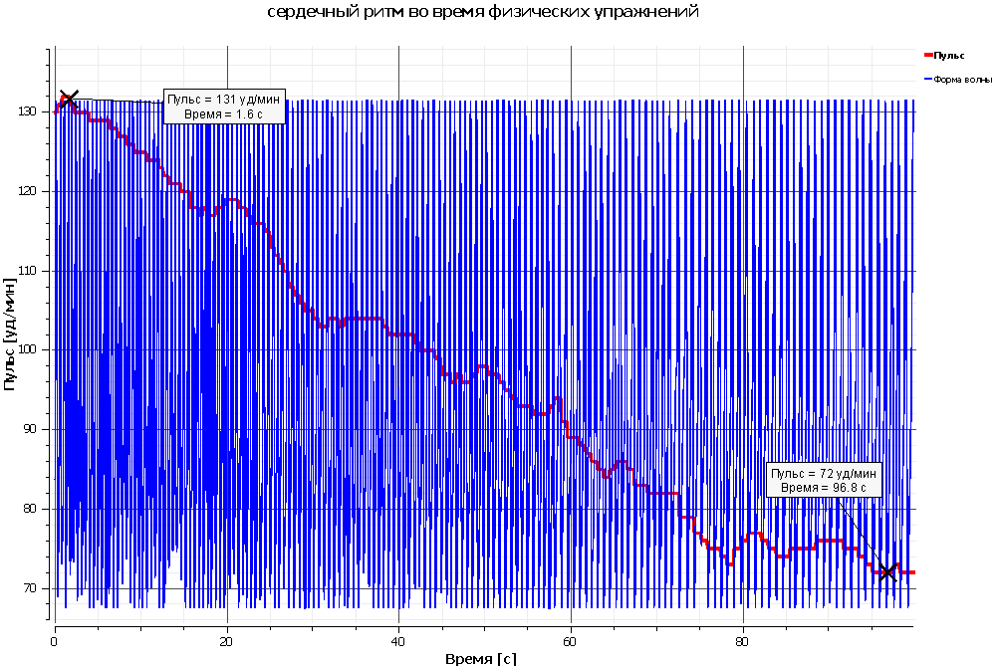 сердечный ритм во время физических упражнений
Пульс
Форма волны
Пульс = 131 уд/мин
Время = 1.6 с
Пульс = 72 уд/мин
Время = 96.8 с
Пульс [уд/мин]
130
120
110
100
90
80
70
0
20
40
60
80
Время [с]